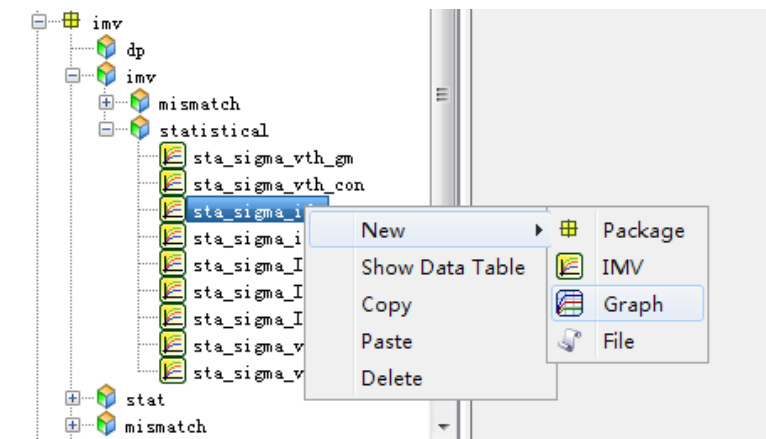 imv
dp
imv
mismatch
statistical
sta_sigma_vth_gm
sta_sigma_vth_con
sta_sigma_i
sta_sigma_i
sta_sigma_I
sta_sigma_I
sta_sigma_I
sta_sigma_v
sta_sigma_v
stat
mismatch
New
Show Data Table
Copy
Paste
Delete
Package
IMV
Graph
File